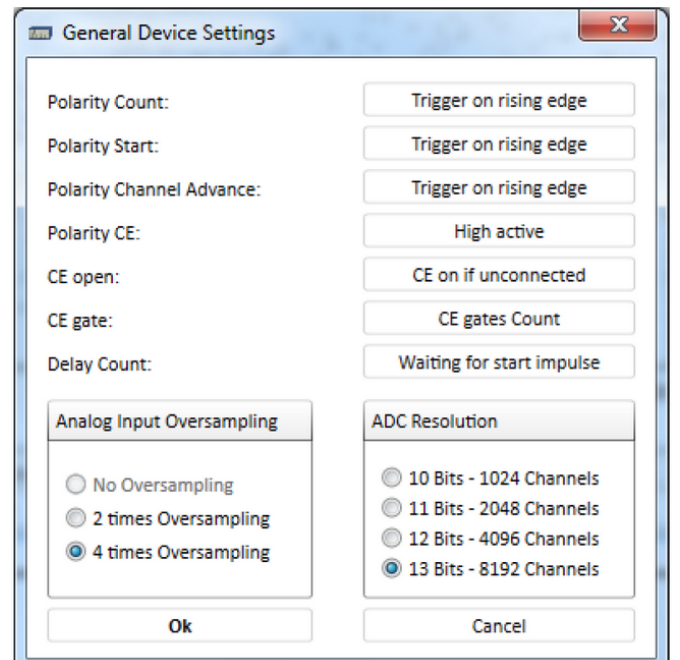 General Device Settings
Polarity Count: Trigger on rising edge
Polarity Start: Trigger on rising edge
Polarity Channel Advance: Trigger on rising edge
Polarity CE: High active
CE open: CE on if unconnected
CE gate: CE gates Count
Delay Count: Waiting for start impulse
Analog Input Oversampling
No Oversampling
2 times Oversampling
4 times Oversampling
ADC Resolution
10 Bits - 1024 Channels
11 Bits - 2048 Channels
12 Bits - 4096 Channels
13 Bits - 8192 Channels
Ok Cancel